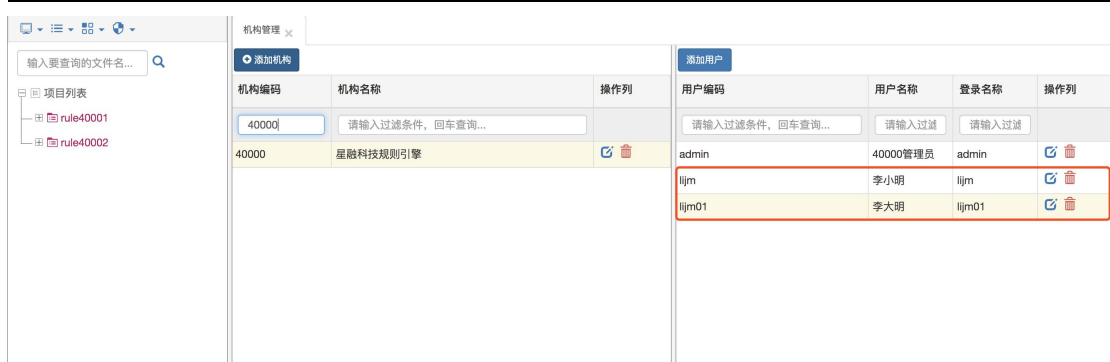 机构管理
输入要查询的文件名...
项目列表
rule40001
rule40002
添加机构
机构编码 机构名称 操作列
40000 请输入过滤条件，回车查询...
40000 星融科技规则引擎
添加用户
用户编码 用户名称 登录名称 操作列
请输入过滤条件，回车查询... 请输入过滤 请输入过滤
admin 40000管理员 admin
lijm 李小明 lijm
lijm01 李大明 lijm01